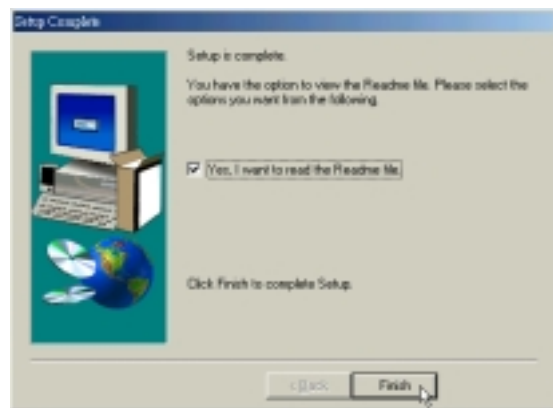 Setup Complete
Setup is complete.
You have the option to view the Readme file. Please select the
options you want from the following.
Yes, I want to read the Readme file.
Click Finish to complete Setup.
< Back
Finish